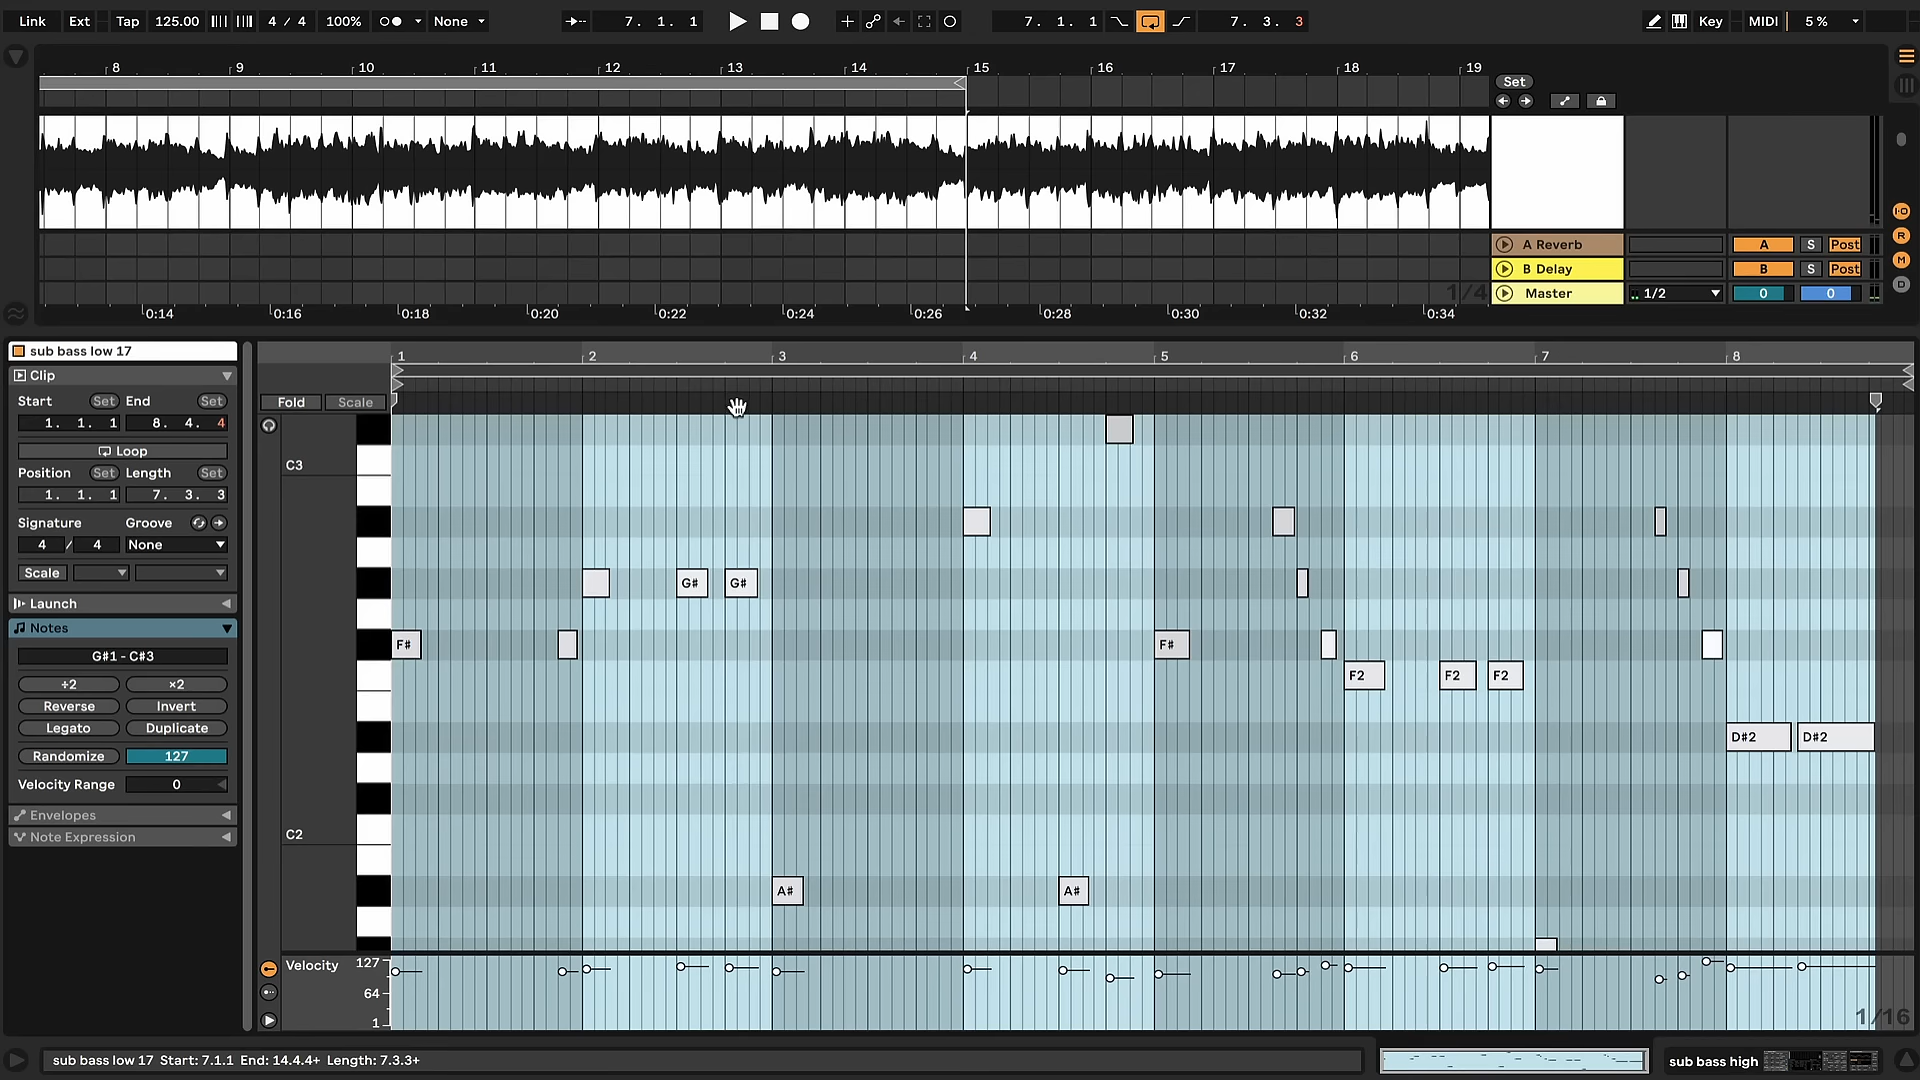 Link Ext Tap 125.00 4 / 4 100% None 7. 1. 1 7. 1. 1 7. 3. 3 Key MIDI 5 %
8 9 10 11 12 13 14 15 16 17 18 19
Set
A Reverb A S Post
B Delay B S Post
1/4 Master 1/2 0 0
0:14 0:16 0:18 0:20 0:22 0:24 0:26 0:28 0:30 0:32 0:34
sub bass low 17
1 2 3 4 5 6 7 8
Clip
Start Set End Set
Fold Scale
1. 1. 1 8. 4. 4
Loop
C3
Position Set Length Set
1. 1. 1 7. 3. 3
Signature Groove
4 / 4 None
Scale
G# G#
Launch
Notes
F# F#
G#1 - C#3
F2 F2 F2
÷2 ×2
Reverse Invert
Legato Duplicate
D#2 D#2
Randomize 127
Velocity Range 0
Envelopes
Note Expression
C2
A# A#
Velocity 127
64
1
1/16
sub bass low 17 Start: 7.1.1 End: 14.4.4+ Length: 7.3.3+
sub bass high